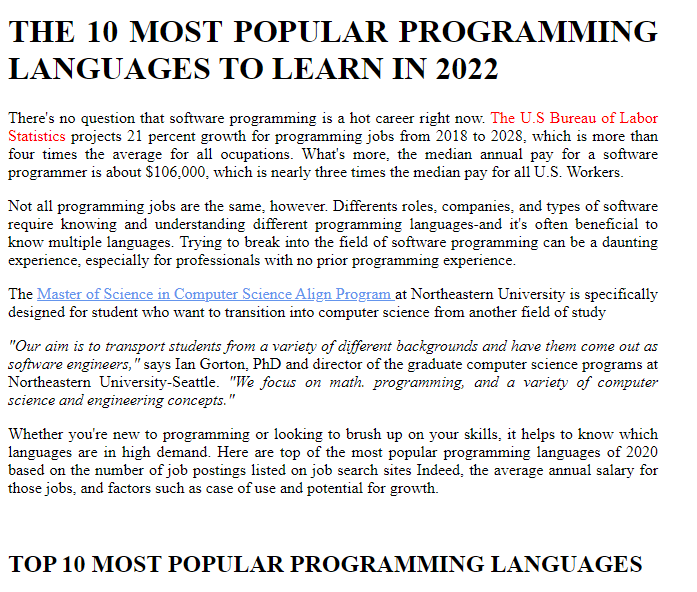 THE 10 MOST POPULAR PROGRAMMING
LANGUAGES TO LEARN IN 2022
There's no question that software programming is a hot career right now. The U.S Bureau of Labor
Statistics projects 21 percent growth for programming jobs from 2018 to 2028, which is more than
four times the average for all ocupations. What's more, the median annual pay for a software
programmer is about $106,000, which is nearly three times the median pay for all U.S. Workers.
Not all programming jobs are the same, however. Differents roles, companies, and types of software
require knowing and understanding different programming languages-and it's often beneficial to
know multiple languages. Trying to break into the field of software programming can be a daunting
experience, especially for professionals with no prior programming experience.
The Master of Science in Computer Science Align Program at Northeastern University is specifically
designed for student who want to transition into computer science from another field of study
"Our aim is to transport students from a variety of different backgrounds and have them come out as
software engineers," says Ian Gorton, PhD and director of the graduate computer science programs at
Northeastern University-Seattle. "We focus on math. programming, and a variety of computer
science and engineering concepts."
Whether you're new to programming or looking to brush up on your skills, it helps to know which
languages are in high demand. Here are top of the most popular programming languages of 2020
based on the number of job postings listed on job search sites Indeed, the average annual salary for
those jobs, and factors such as case of use and potential for growth.
TOP 10 MOST POPULAR PROGRAMMING LANGUAGES